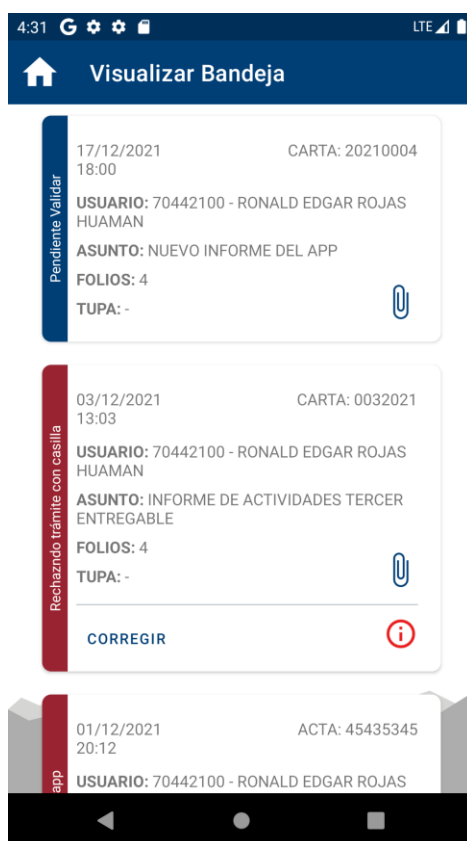 4:31 G LTE
Visualizar Bandeja
Pendiente Validar
17/12/2021 CARTA: 20210004
18:00
USUARIO: 70442100 - RONALD EDGAR ROJAS
HUAMAN
ASUNTO: NUEVO INFORME DEL APP
FOLIOS: 4
TUPA: -
Rechazndo trámite con casilla
03/12/2021 CARTA: 0032021
13:03
USUARIO: 70442100 - RONALD EDGAR ROJAS
HUAMAN
ASUNTO: INFORME DE ACTIVIDADES TERCER
ENTREGABLE
FOLIOS: 4
TUPA: -
CORREGIR
app
01/12/2021 ACTA: 45435345
20:12
USUARIO: 70442100 - RONALD EDGAR ROJAS